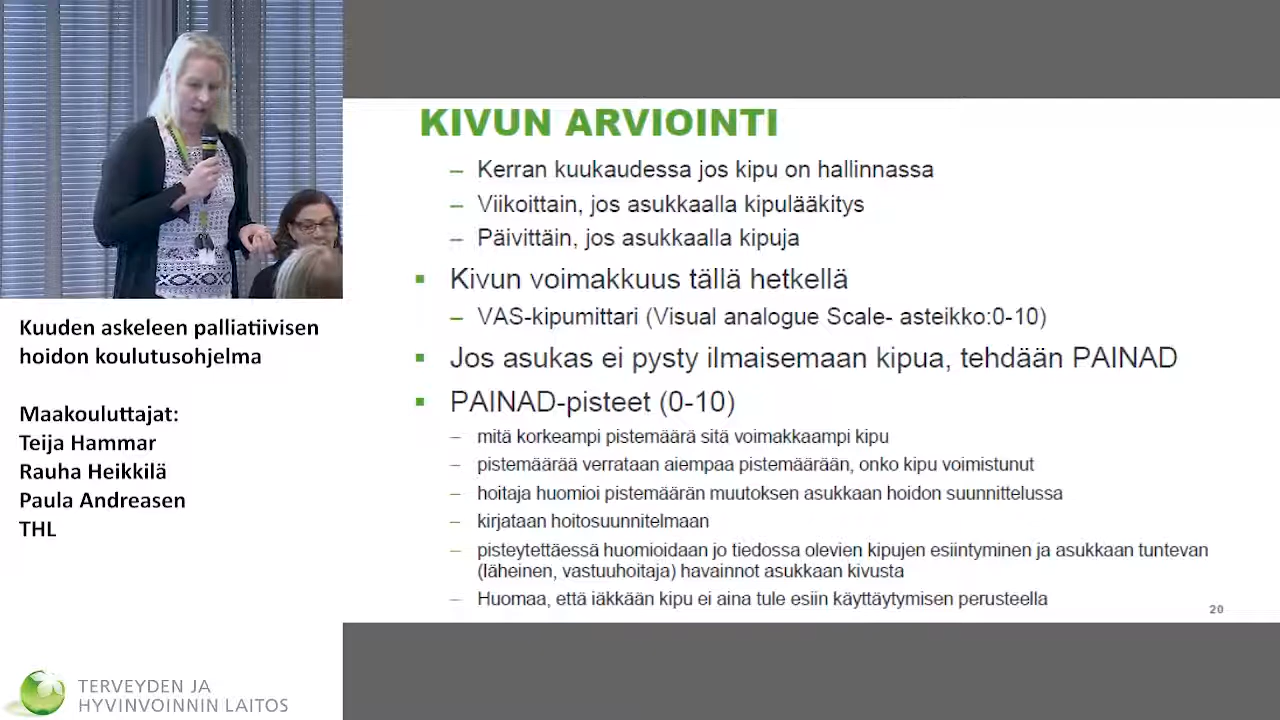 KIVUN ARVIOINTI
– Kerran kuukaudessa jos kipu on hallinnassa
– Viikoittain, jos asukkaalla kipulääkitys
– Päivittäin, jos asukkaalla kipuja
▪ Kivun voimakkuus tällä hetkellä
– VAS-kipumittari (Visual analogue Scale- asteikko:0-10)
▪ Jos asukas ei pysty ilmaisemaan kipua, tehdään PAINAD
▪ PAINAD-pisteet (0-10)
– mitä korkeampi pistemäärä sitä voimakkaampi kipu
– pistemäärää verrataan aiempaa pistemäärään, onko kipu voimistunut
– hoitaja huomioi pistemäärän muutoksen asukkaan hoidon suunnittelussa
– kirjataan hoitosuunnitelmaan
– pisteytettäessä huomioidaan jo tiedossa olevien kipujen esiintyminen ja asukkaan tuntevan
(läheinen, vastuuhoitaja) havainnot asukkaan kivusta
– Huomaa, että iäkkään kipu ei aina tule esiin käyttäytymisen perusteella
20
Kuuden askeleen palliatiivisen
hoidon koulutusohjelma
Maakouluttajat:
Teija Hammar
Rauha Heikkilä
Paula Andreasen
THL
TERVEYDEN JA
HYVINVOINNIN LAITOS